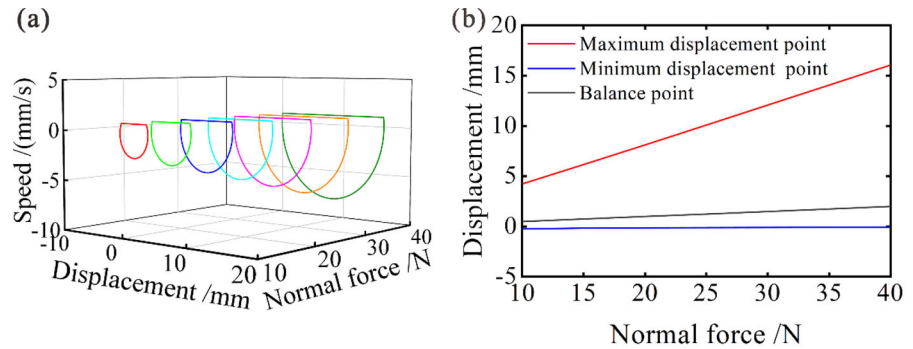 (a)
5
0
-5
-10
Speed /(mm/s)
-10
0
10
20
Displacement /mm
10
20
30
40
Normal force /N
(b)
20
15
10
5
0
-5
Displacement /mm
Maximum displacement point
Minimum displacement point
Balance point
10
15
20
25
30
35
40
Normal force /N